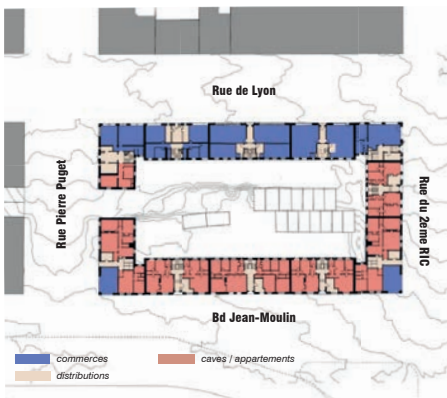 Rue de Lyon
Rue Pierre Puget
Rue du 2eme RIC
Bd Jean-Moulin
commerces
caves / appartements
distributions